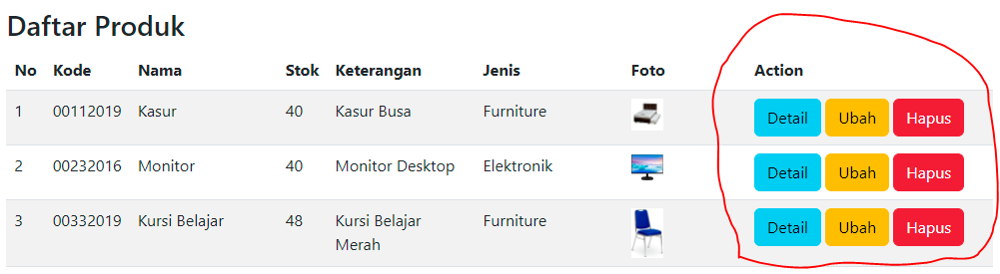 Daftar Produk
No Kode Nama Stok Keterangan Jenis Foto Action
1 00112019 Kasur 40 Kasur Busa Furniture Detail Ubah Hapus
2 00232016 Monitor 40 Monitor Desktop Elektronik Detail Ubah Hapus
3 00332019 Kursi Belajar 48 Kursi Belajar Furniture Detail Ubah Hapus
Merah